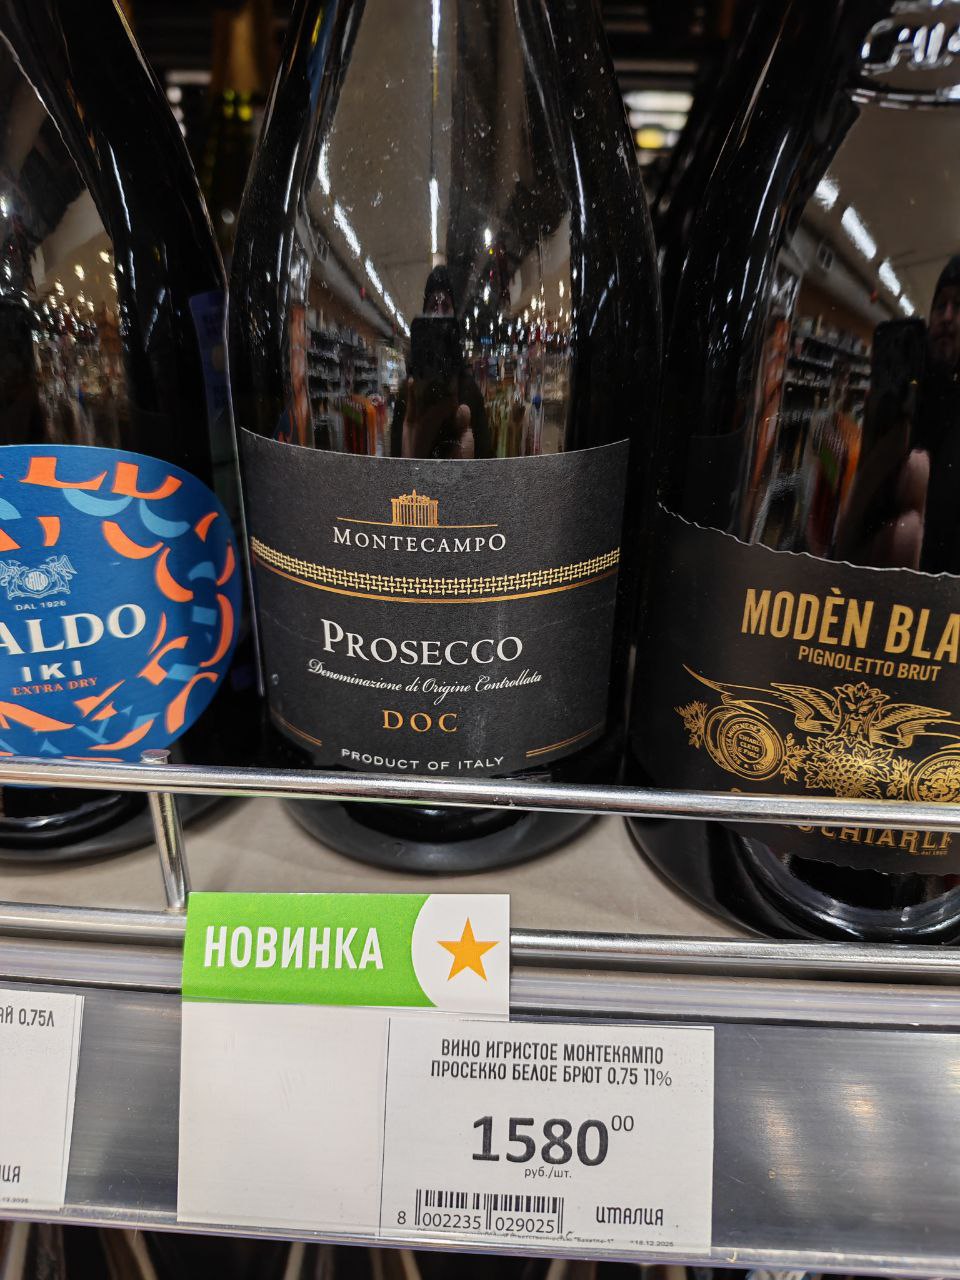 DAL 1926
ALDO
IKI
EXTRA DRY
MONTECAMPO
PROSECCO
Denominazione di Origine Controllata
DOC
PRODUCT OF ITALY
MODÈN BLA
PIGNOLETTO BRUT
CHIARLI
НОВИНКА
АЙ 0,75Л
ВИНО ИГРИСТОЕ МОНТЕКАМПО
ПРОСЕККО БЕЛОЕ БРЮТ 0,75 11%
1580 00
руб./шт.
8 002235 029025
ИТАЛИЯ